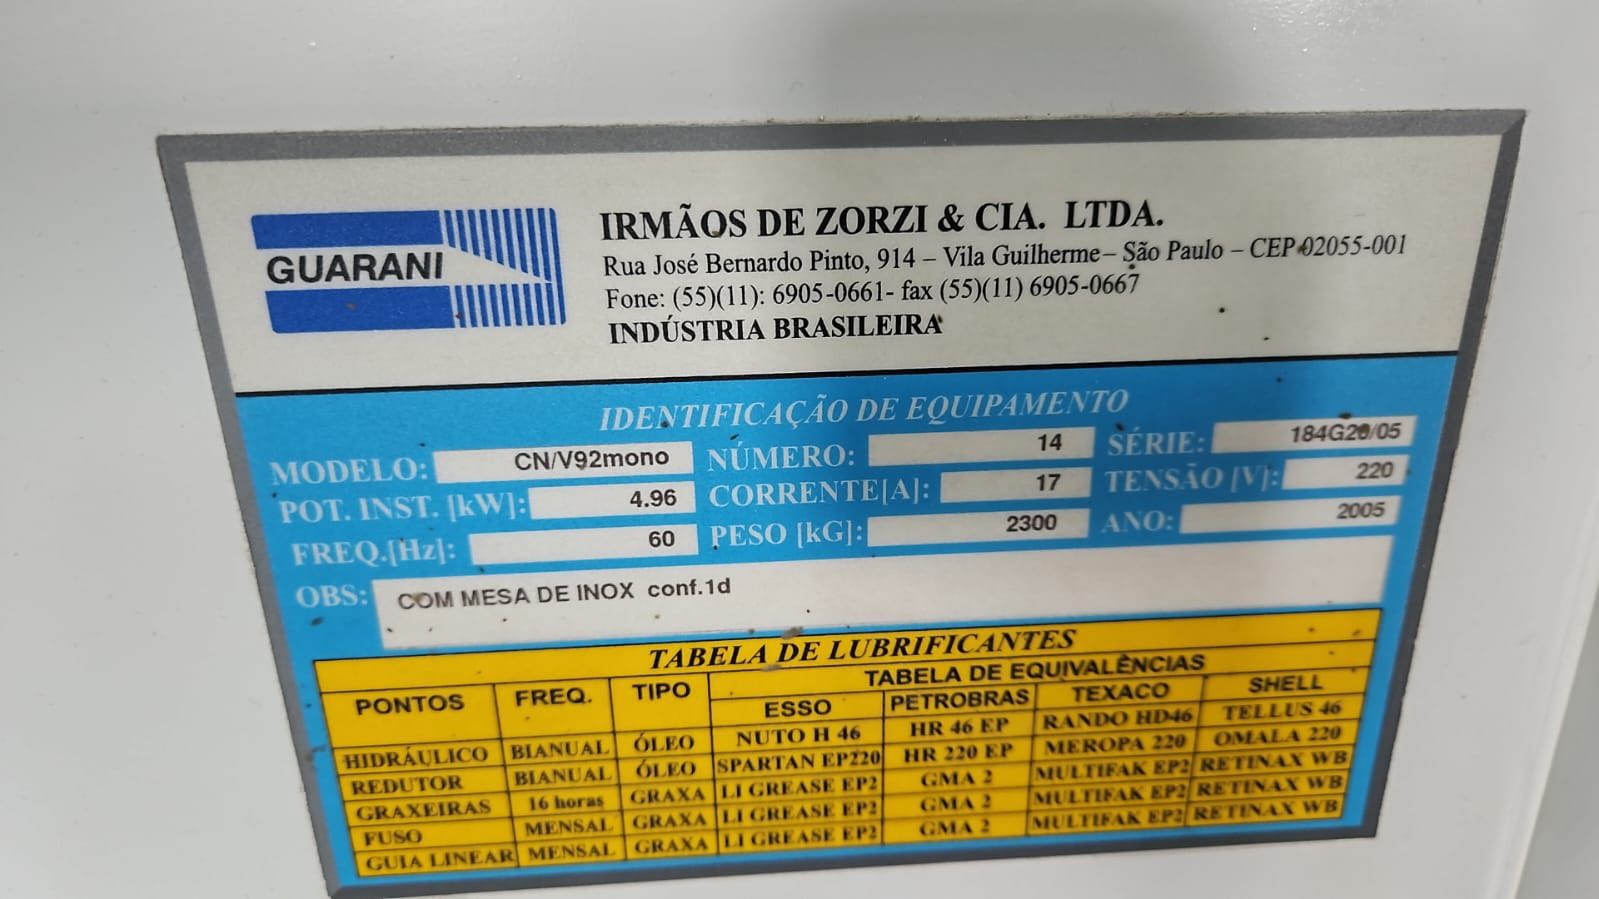 GUARANI
IRMÃOS DE ZORZI & CIA. LTDA.
Rua José Bernardo Pinto, 914 – Vila Guilherme– São Paulo – CEP 02055-001
Fone: (55)(11): 6905-0661- fax (55)(11) 6905-0667
INDÚSTRIA BRASILEIRA
IDENTIFICAÇÃO DE EQUIPAMENTO
MODELO: CN/V92mono NÚMERO: 14 SÉRIE: 184G20/05
POT. INST. [kW]: 4.96 CORRENTE[A]: 17 TENSÃO [V]: 220
FREQ.[Hz]: 60 PESO [kG]: 2300 ANO: 2005
OBS: COM MESA DE INOX conf.1d
TABELA DE LUBRIFICANTES
TABELA DE EQUIVALÊNCIAS
PONTOS FREQ. TIPO ESSO PETROBRAS TEXACO SHELL
HIDRÁULICO BIANUAL ÓLEO NUTO H 46 HR 46 EP RANDO HD46 TELLUS 46
REDUTOR BIANUAL ÓLEO SPARTAN EP220 HR 220 EP MEROPA 220 OMALA 220
GRAXEIRAS 16 horas GRAXA LI GREASE EP2 GMA 2 MULTIFAK EP2 RETINAX WB
FUSO MENSAL GRAXA LI GREASE EP2 GMA 2 MULTIFAK EP2 RETINAX WB
GUIA LINEAR MENSAL GRAXA LI GREASE EP2 GMA 2 MULTIFAK EP2 RETINAX WB